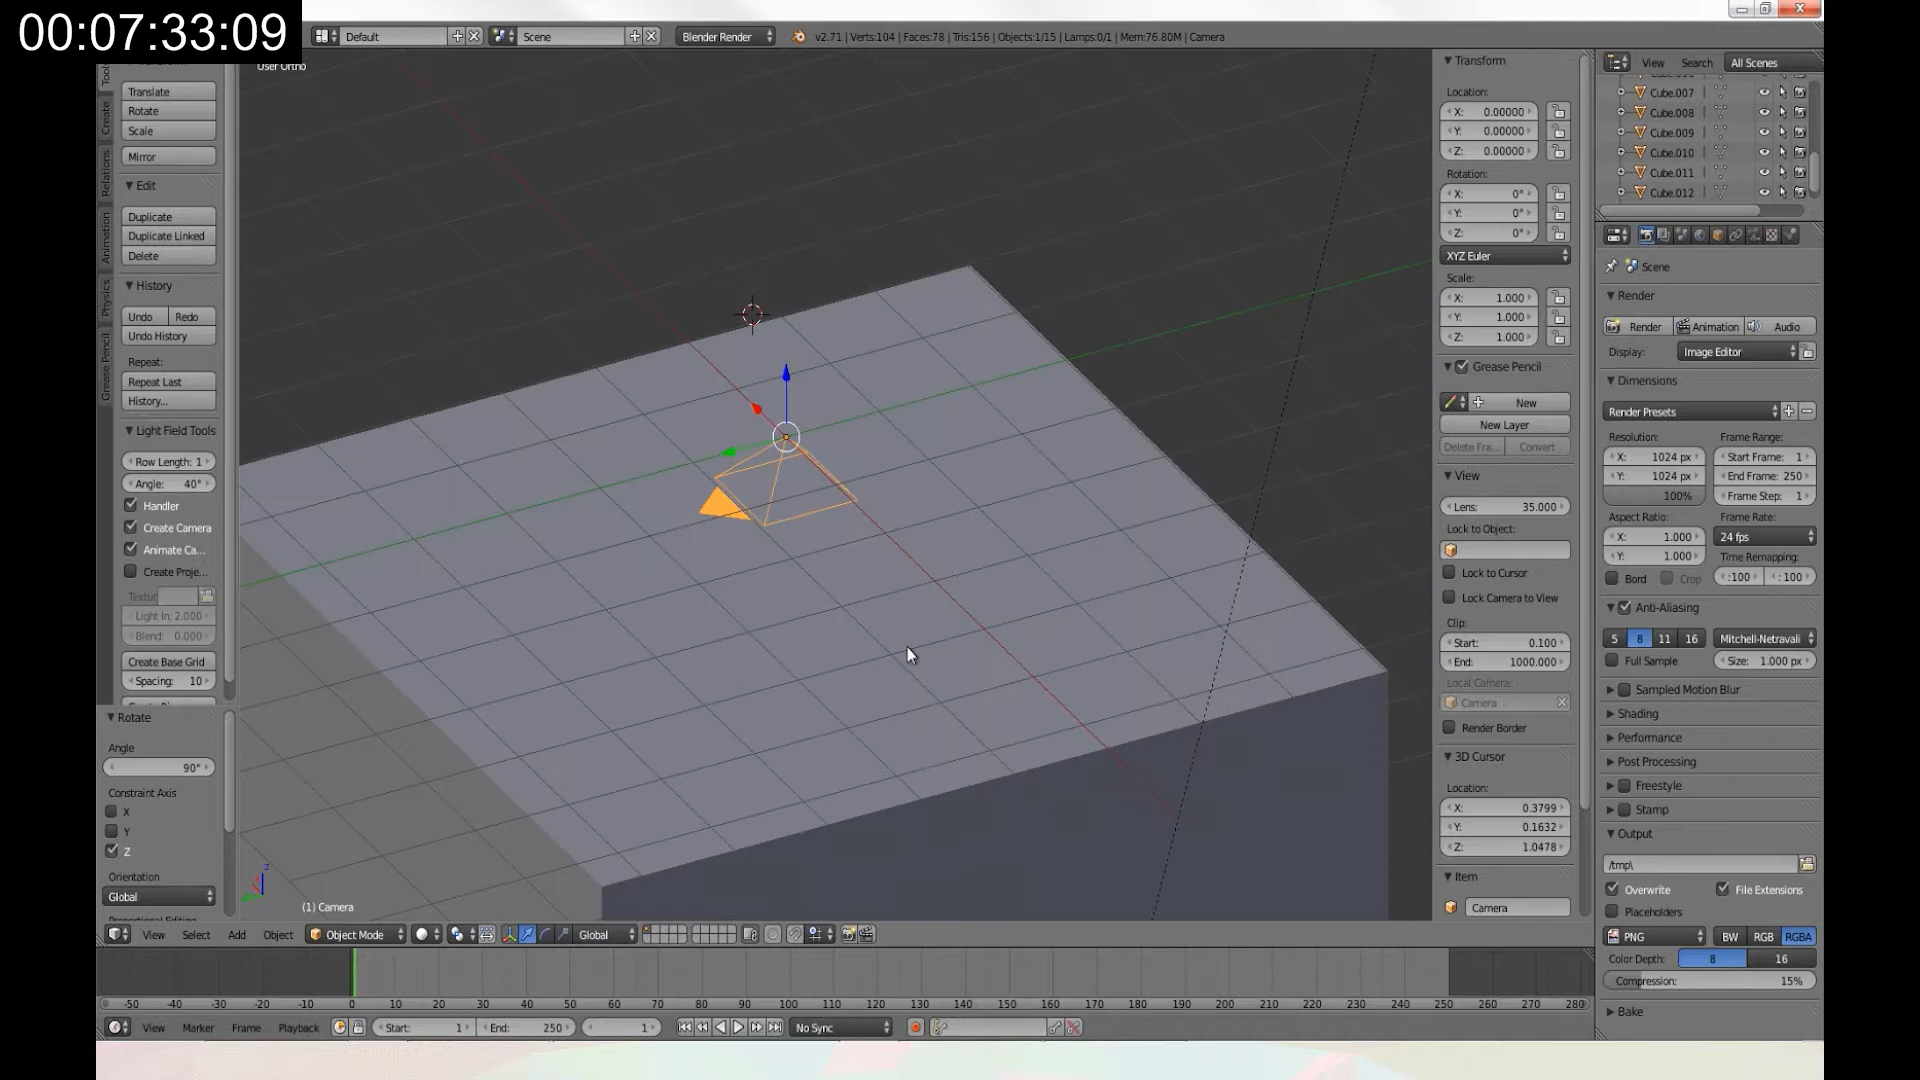 00:07:33:09
Default
Scene
Blender Render
v2.71 | Verts:104 | Faces:78 | Tris:156 | Objects:1/15 | Lamps:0/1 | Mem:76.80M | Camera
User Ortho
Tools
Create
Relations
Animation
Physics
Grease Pencil
Translate
Rotate
Scale
Mirror
Edit
Duplicate
Duplicate Linked
Delete
History
Undo
Redo
Undo History
Repeat:
Repeat Last
History...
Light Field Tools
Row Length: 1
Angle: 40°
Handler
Create Camera
Animate Ca...
Create Proje...
Textur
Light In: 2.000
Blend: 0.000
Create Base Grid
Spacing: 10
Rotate
Angle
90°
Constraint Axis
X
Y
Z
Orientation
Global
z
(1) Camera
Transform
Location:
X: 0.00000
Y: 0.00000
Z: 0.00000
Rotation:
X: 0°
Y: 0°
Z: 0°
XYZ Euler
Scale:
X: 1.000
Y: 1.000
Z: 1.000
Grease Pencil
New
New Layer
Delete Fra...
Convert
View
Lens: 35.000
Lock to Object:
Lock to Cursor
Lock Camera to View
Clip:
Start: 0.100
End: 1000.000
Local Camera:
Camera
Render Border
3D Cursor
Location:
X: 0.3799
Y: 0.1632
Z: 1.0478
Item
Camera
View
Search
All Scenes
Cube.007
Cube.008
Cube.009
Cube.010
Cube.011
Cube.012
Scene
Render
Render
Animation
Audio
Display:
Image Editor
Dimensions
Render Presets
Resolution:
Frame Range:
X: 1024 px
Start Frame: 1
Y: 1024 px
End Frame: 250
100%
Frame Step: 1
Aspect Ratio:
Frame Rate:
X: 1.000
24 fps
Y: 1.000
Time Remapping:
Bord
Crop
:100
: 100
Anti-Aliasing
5
8
11
16
Mitchell-Netravali
Full Sample
Size: 1.000 px
Sampled Motion Blur
Shading
Performance
Post Processing
Freestyle
Stamp
Output
/tmp\
Overwrite
File Extensions
Placeholders
PNG
BW
RGB
RGBA
Color Depth:
8
16
Compression: 15%
Bake
View
Select
Add
Object
Object Mode
Global
-50 -40 -30 -20 -10 0 10 20 30 40 50 60 70 80 90 100 110 120 130 140 150 160 170 180 190 200 210 220 230 240 250 260 270 280
View
Marker
Frame
Playback
Start: 1
End: 250
1
No Sync